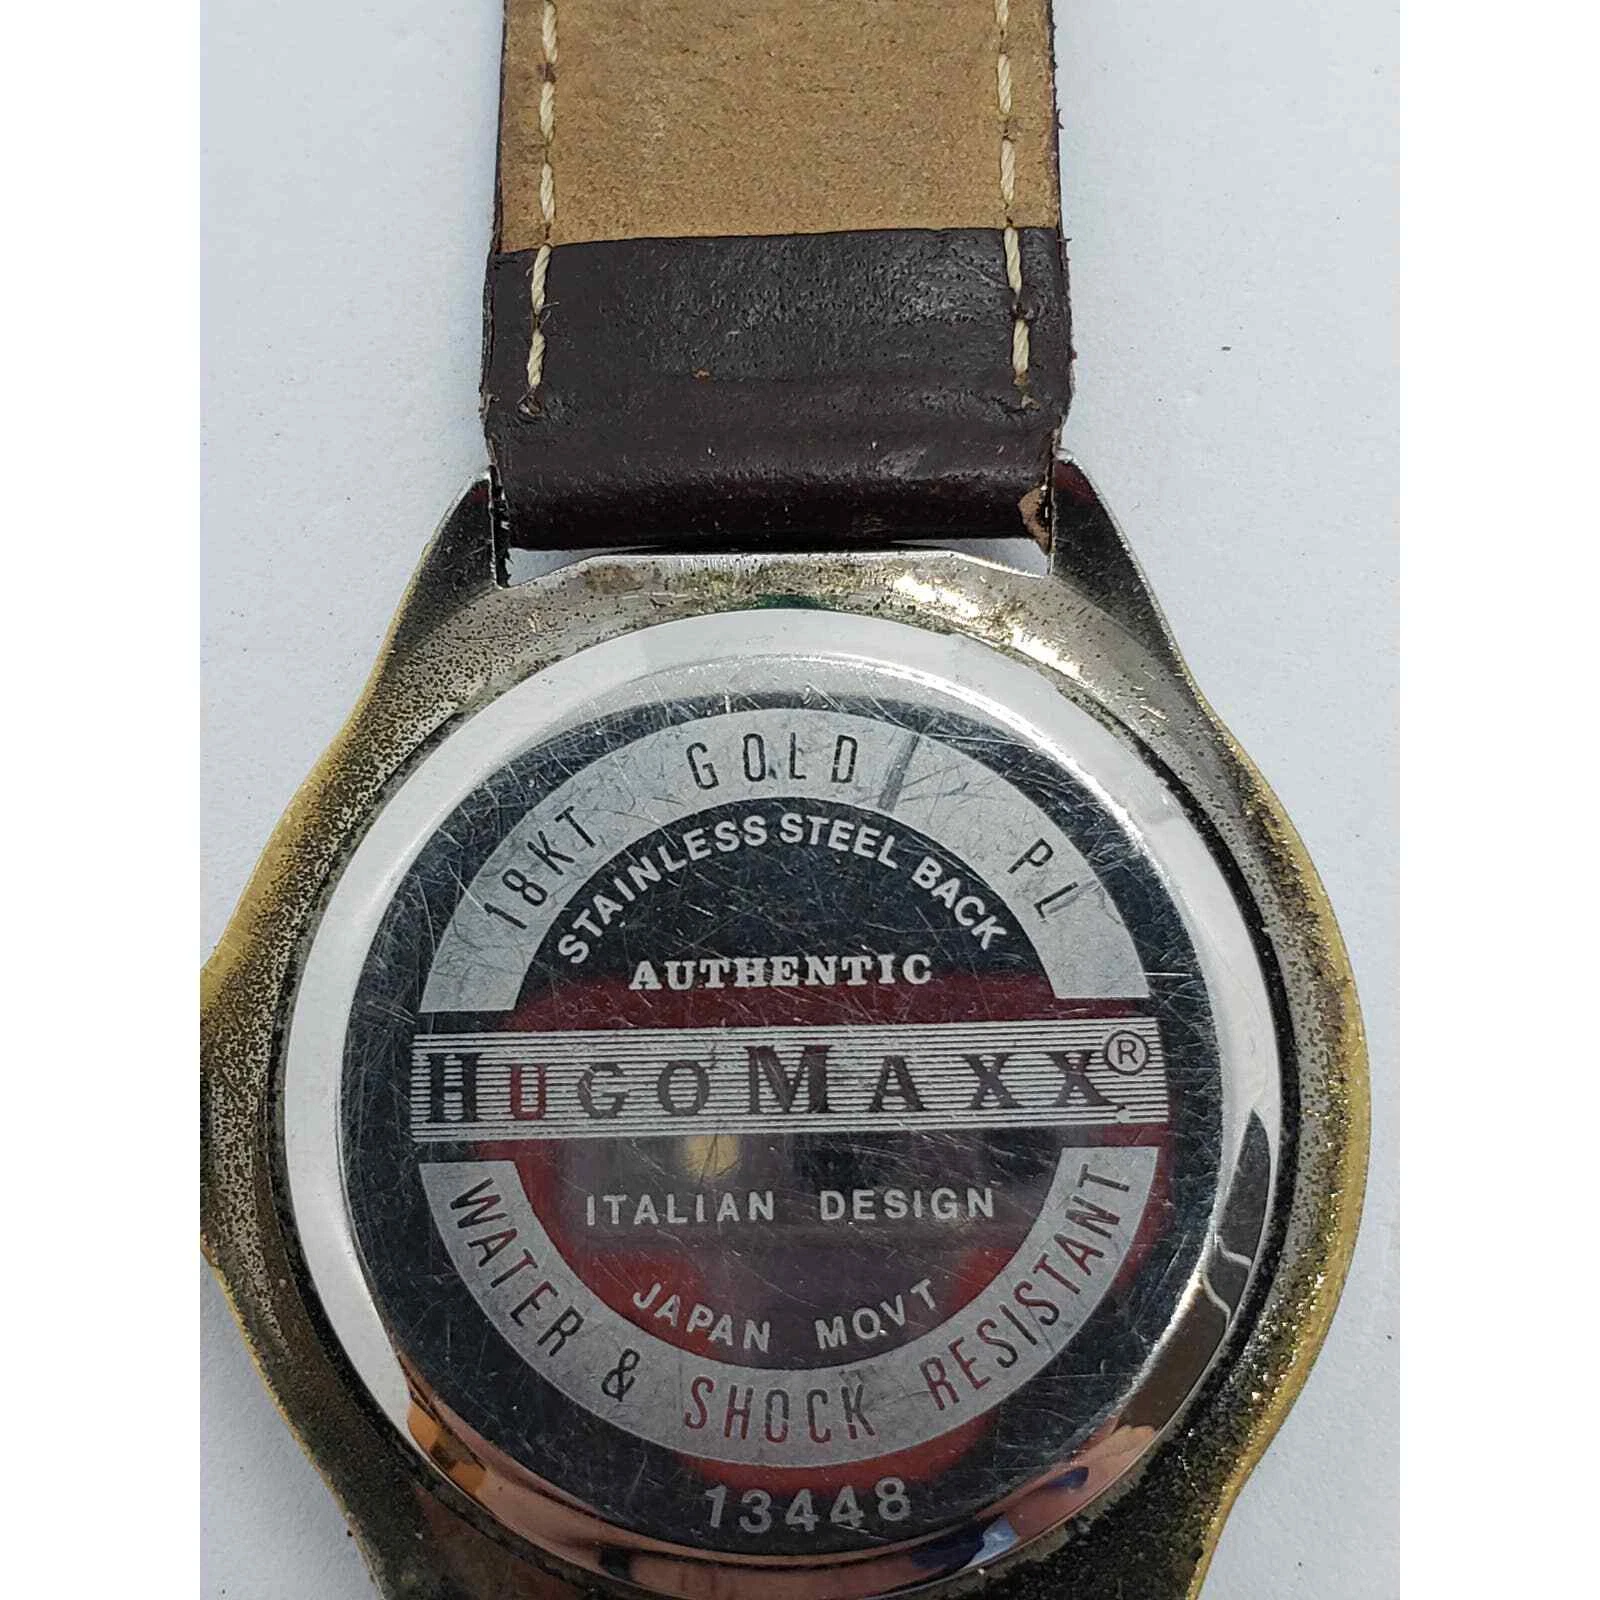 18KT GOLD PL
STAINLESS STEEL BACK
AUTHENTIC
HUGOMAXX®
ITALIAN DESIGN
JAPAN MOVT
WATER & SHOCK RESISTANT
13448